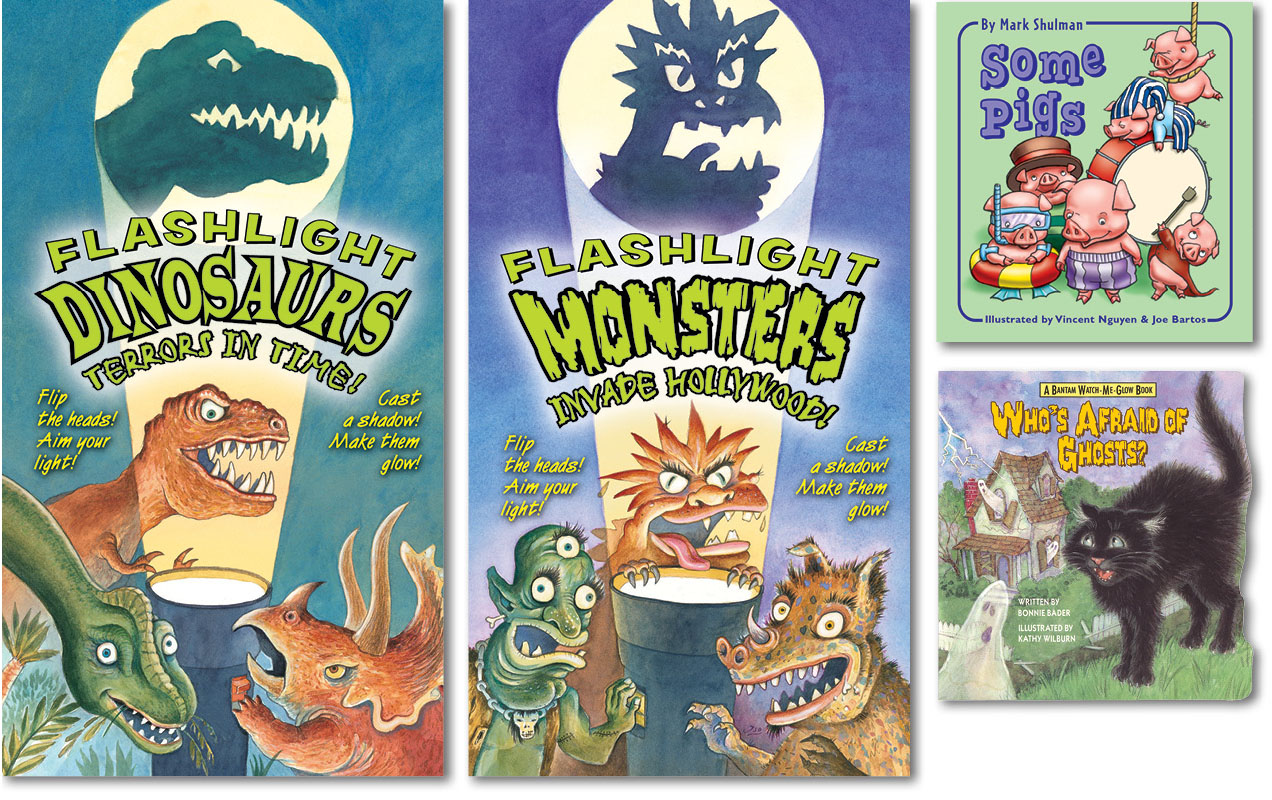 FLASHLIGHT
DINOSAURS
TERRORS IN TIME!
Flip
the heads!
Aim your
light!
Cast
a shadow!
Make them
glow!
FLASHLIGHT
MONSTERS
INVADE HOLLYWOOD!
Flip
the heads!
Aim your
light!
Cast
a shadow!
Make them
glow!
By Mark Shulman
Some
Pigs
Illustrated by Vincent Nguyen & Joe Bartos
A BANTAM WATCH-ME-GLOW BOOK
WHO'S AFRAID OF
GHOSTS?
WRITTEN BY
BONNIE BADER
ILLUSTRATED BY
KATHY WILBURN